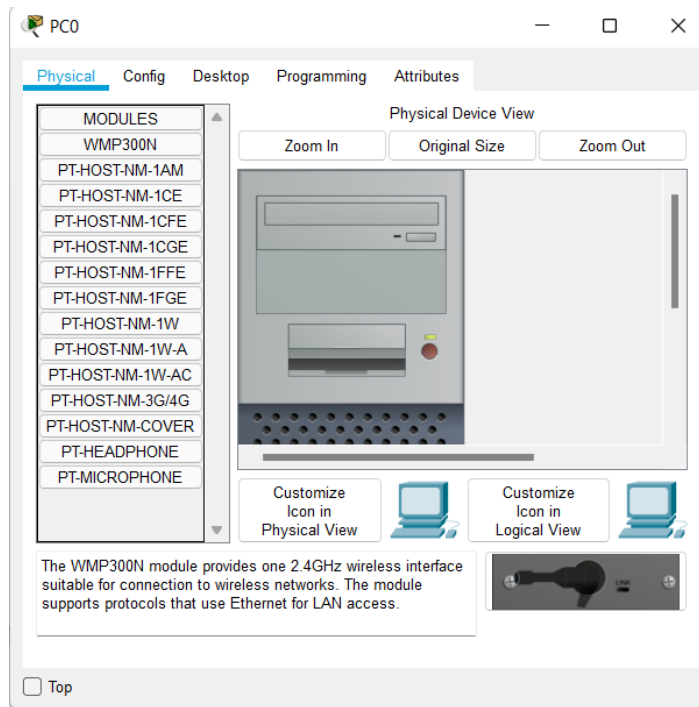 PC0
Physical Config Desktop Programming Attributes
MODULES
WMP300N
PT-HOST-NM-1AM
PT-HOST-NM-1CE
PT-HOST-NM-1CFE
PT-HOST-NM-1CGE
PT-HOST-NM-1FFE
PT-HOST-NM-1FGE
PT-HOST-NM-1W
PT-HOST-NM-1W-A
PT-HOST-NM-1W-AC
PT-HOST-NM-3G/4G
PT-HOST-NM-COVER
PT-HEADPHONE
PT-MICROPHONE
Physical Device View
Zoom In Original Size Zoom Out
Customize
Icon in
Physical View
Customize
Icon in
Logical View
The WMP300N module provides one 2.4GHz wireless interface
suitable for connection to wireless networks. The module
supports protocols that use Ethernet for LAN access.
LINK
Top